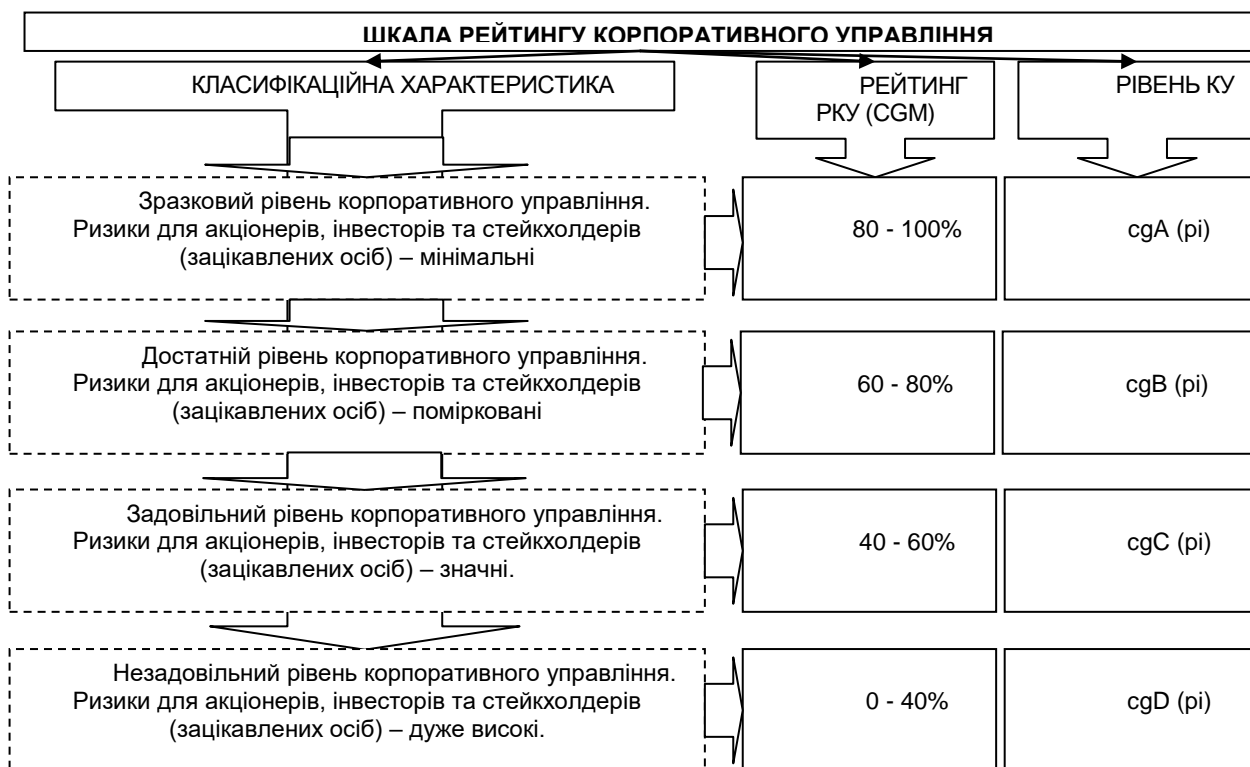 ШКАЛА РЕЙТИНГУ КОРПОРАТИВНОГО УПРАВЛІННЯ
КЛАСИФІКАЦІЙНА ХАРАКТЕРИСТИКА
РЕЙТИНГ
РКУ (CGM)
РІВЕНЬ КУ
Зразковий рівень корпоративного управління.
Ризики для акціонерів, інвесторів та стейкхолдерів
(зацікавлених осіб) – мінімальні
80 - 100%
cgA (pi)
Достатній рівень корпоративного управління.
Ризики для акціонерів, інвесторів та стейкхолдерів
(зацікавлених осіб) – помірковані
60 - 80%
cgB (pi)
Задовільний рівень корпоративного управління.
Ризики для акціонерів, інвесторів та стейкхолдерів
(зацікавлених осіб) – значні.
40 - 60%
cgC (pi)
Незадовільний рівень корпоративного управління.
Ризики для акціонерів, інвесторів та стейкхолдерів
(зацікавлених осіб) – дуже високі.
0 - 40%
cgD (pi)